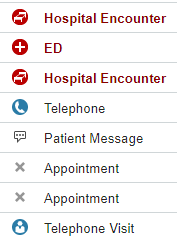 Hospital Encounter
ED
Hospital Encounter
Telephone
Patient Message
Appointment
Appointment
Telephone Visit